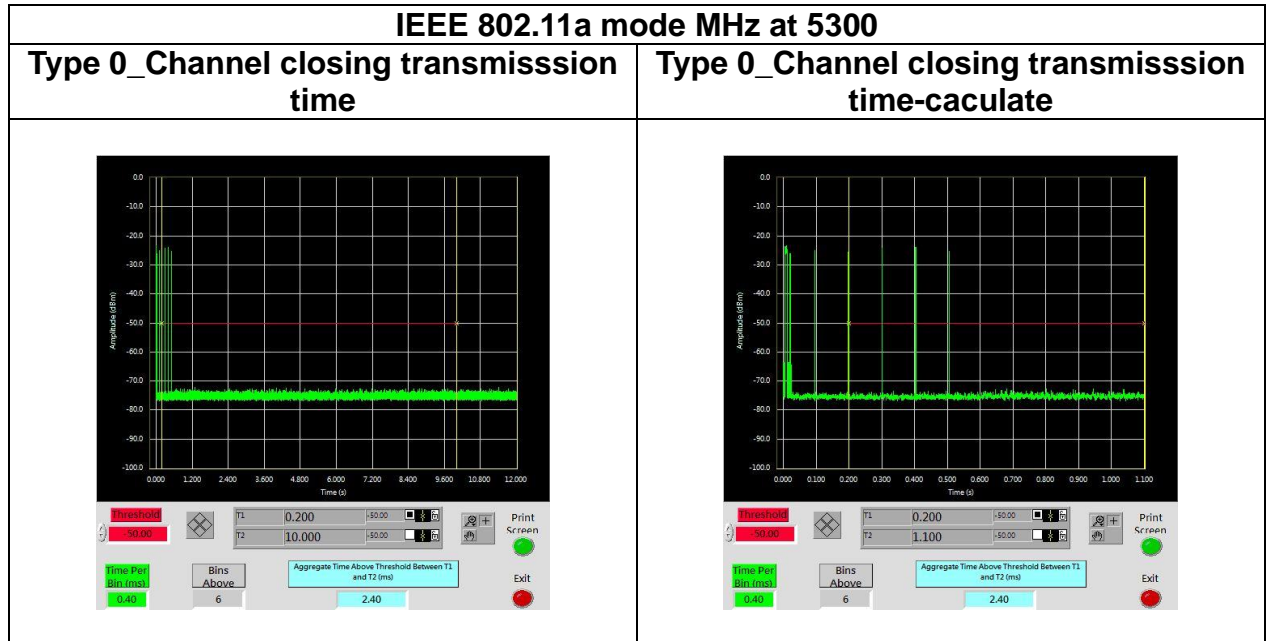 IEEE 802.11a mode MHz at 5300
Type 0_Channel closing transmisssion
time
Type 0_Channel closing transmisssion
time-caculate
0.0
-10.0
-20.0
-30.0
-40.0
-50.0
-60.0
-70.0
-80.0
-90.0
-100.0
Amplitude (dBm)
0.000 1.200 2.400 3.600 4.800 6.000 7.200 8.400 9.600 10.800 12.000
Time (s)
Threshold
-50.00
T1 0.200 -50.00
T2 10.000 -50.00
Print
Screen
Time Per
Bin (ms)
0.40
Bins
Above
6
Aggregate Time Above Threshold Between T1
and T2 (ms)
2.40
Exit
0.0
-10.0
-20.0
-30.0
-40.0
-50.0
-60.0
-70.0
-80.0
-90.0
-100.0
Amplitude (dBm)
0.000 0.100 0.200 0.300 0.400 0.500 0.600 0.700 0.800 0.900 1.000 1.100
Time (s)
Threshold
-50.00
T1 0.200 -50.00
T2 1.100 -50.00
Print
Screen
Time Per
Bin (ms)
0.40
Bins
Above
6
Aggregate Time Above Threshold Between T1
and T2 (ms)
2.40
Exit